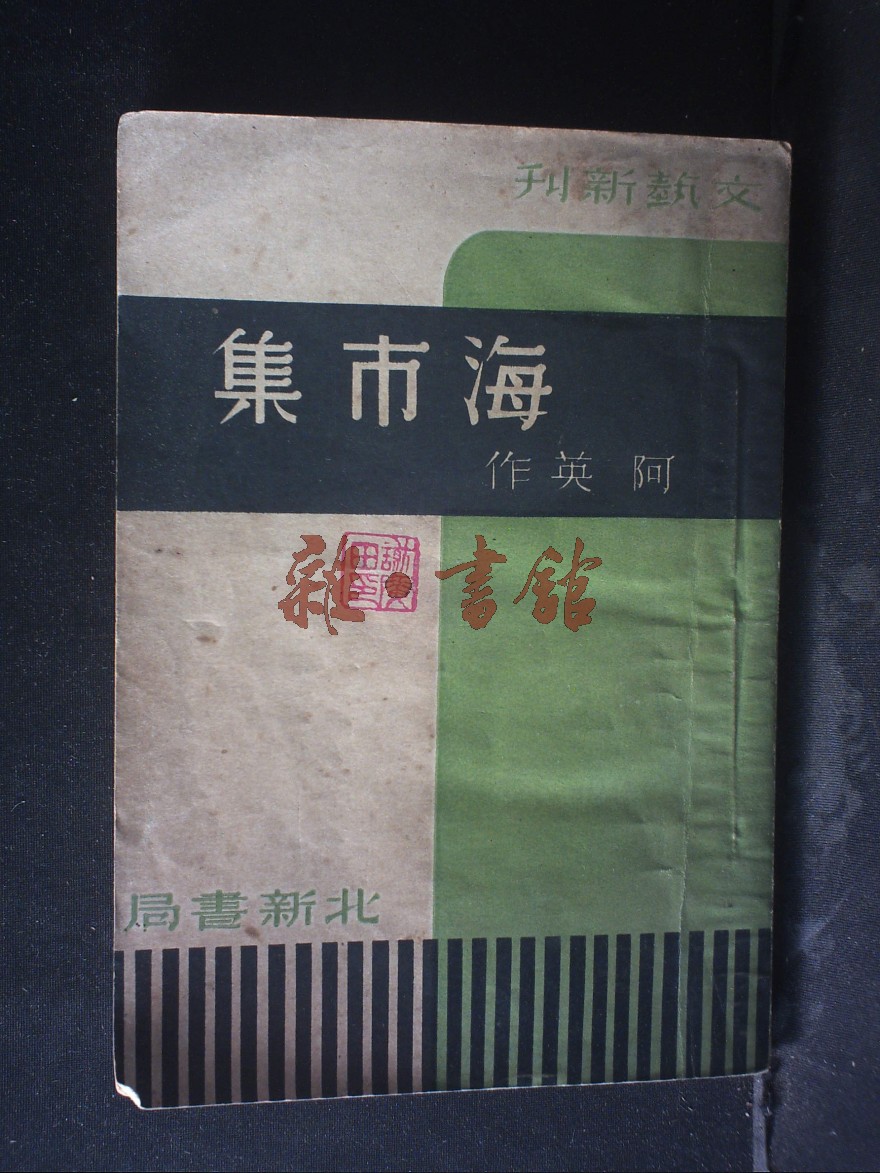 文藝新刊
海市集
阿英作
雜·書館
北新書局